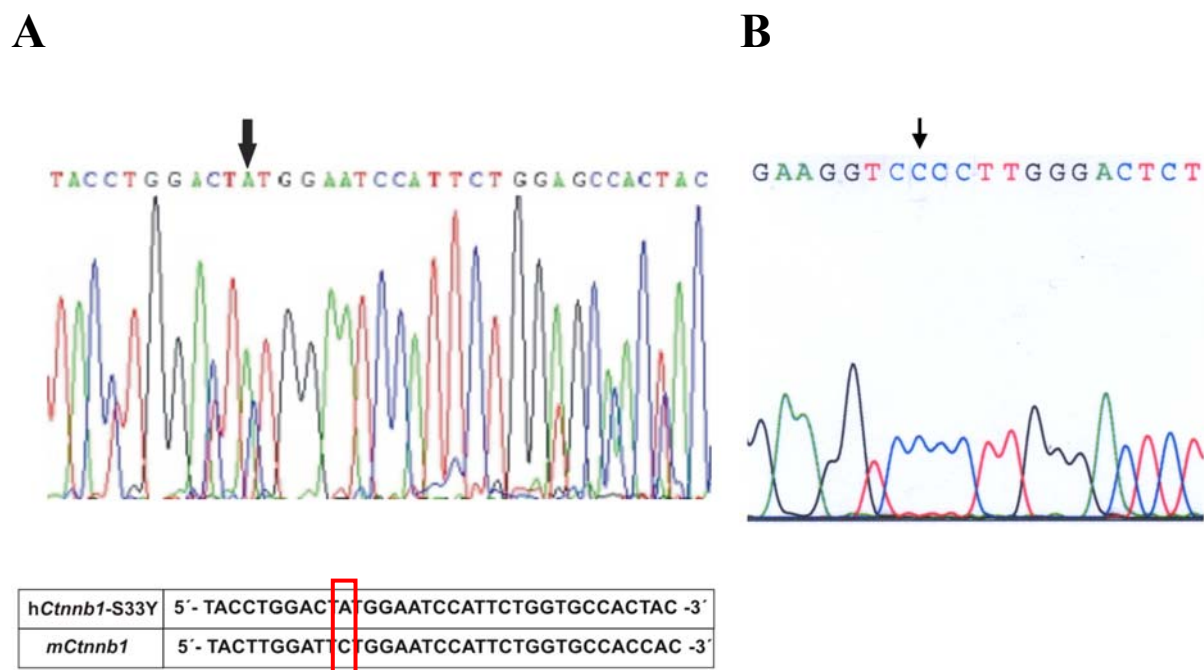 A
B
TACCTGGACTATGGAATCCATTCTGGAGCCACTAC
GAAGGTCCCCTTGGGACTCT
hCtnnb1-S33Y 5´- TACCTGGACTATGGAATCCATTCTGGTGCCACTAC -3´
mCtnnb1 5´- TACTTGGATTCTGGAATCCATTCTGGTGCCACCAC -3´